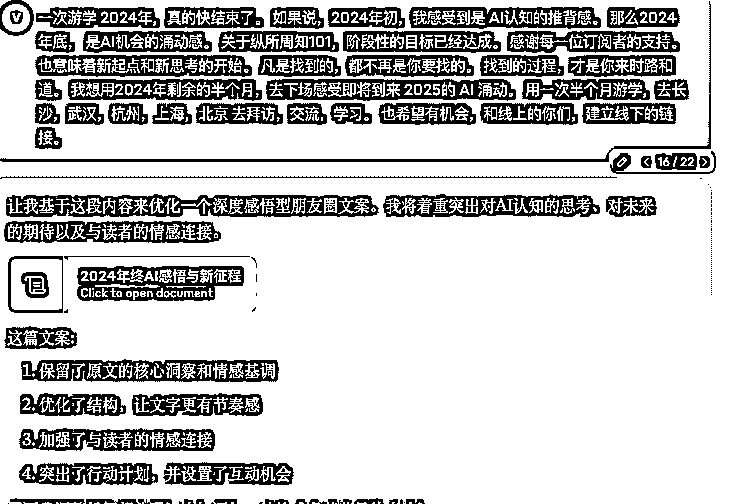 V
一次游学 2024年，真的快结束了。如果说，2024年初，我感受到是 AI认知的推背感。那么2024
年底，是AI机会的涌动感。关于纵所周知101，阶段性的目标已经达成。感谢每一位订阅者的支持。
也意味着新起点和新思考的开始。凡是找到的，都不再是你要找的。找到的过程，才是你来时路和
道。我想用2024年剩余的半个月，去下场感受即将到来 2025的 AI 涌动。用一次半个月游学，去长
沙，武汉，杭州，上海，北京 去拜访，交流，学习。也希望有机会，和线上的你们，建立线下的链
接。
16 / 22
让我基于这段内容来优化一个深度感悟型朋友圈文案。我将着重突出对AI认知的思考、对未来
的期待以及与读者的情感连接。
2024年终AI感悟与新征程
Click to open document
这篇文案：
1. 保留了原文的核心洞察和情感基调
2. 优化了结构，让文字更有节奏感
3. 加强了与读者的情感连接
4. 突出了行动计划，并设置了互动机会